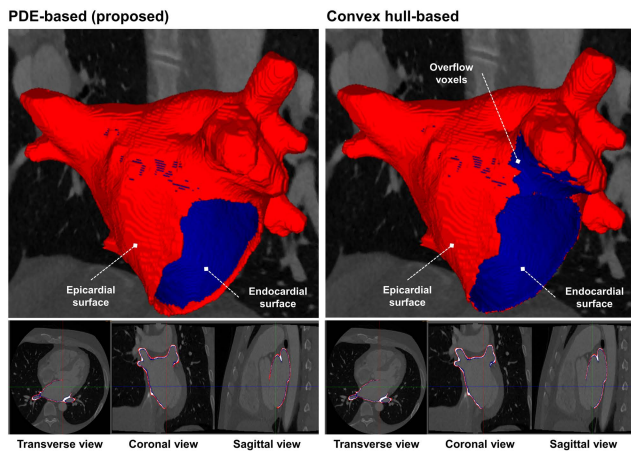 PDE-based (proposed)
Convex hull-based
Overflow
voxels
Epicardial
surface
Endocardial
surface
Epicardial
surface
Endocardial
surface
Transverse view
Coronal view
Sagittal view
Transverse view
Coronal view
Sagittal view